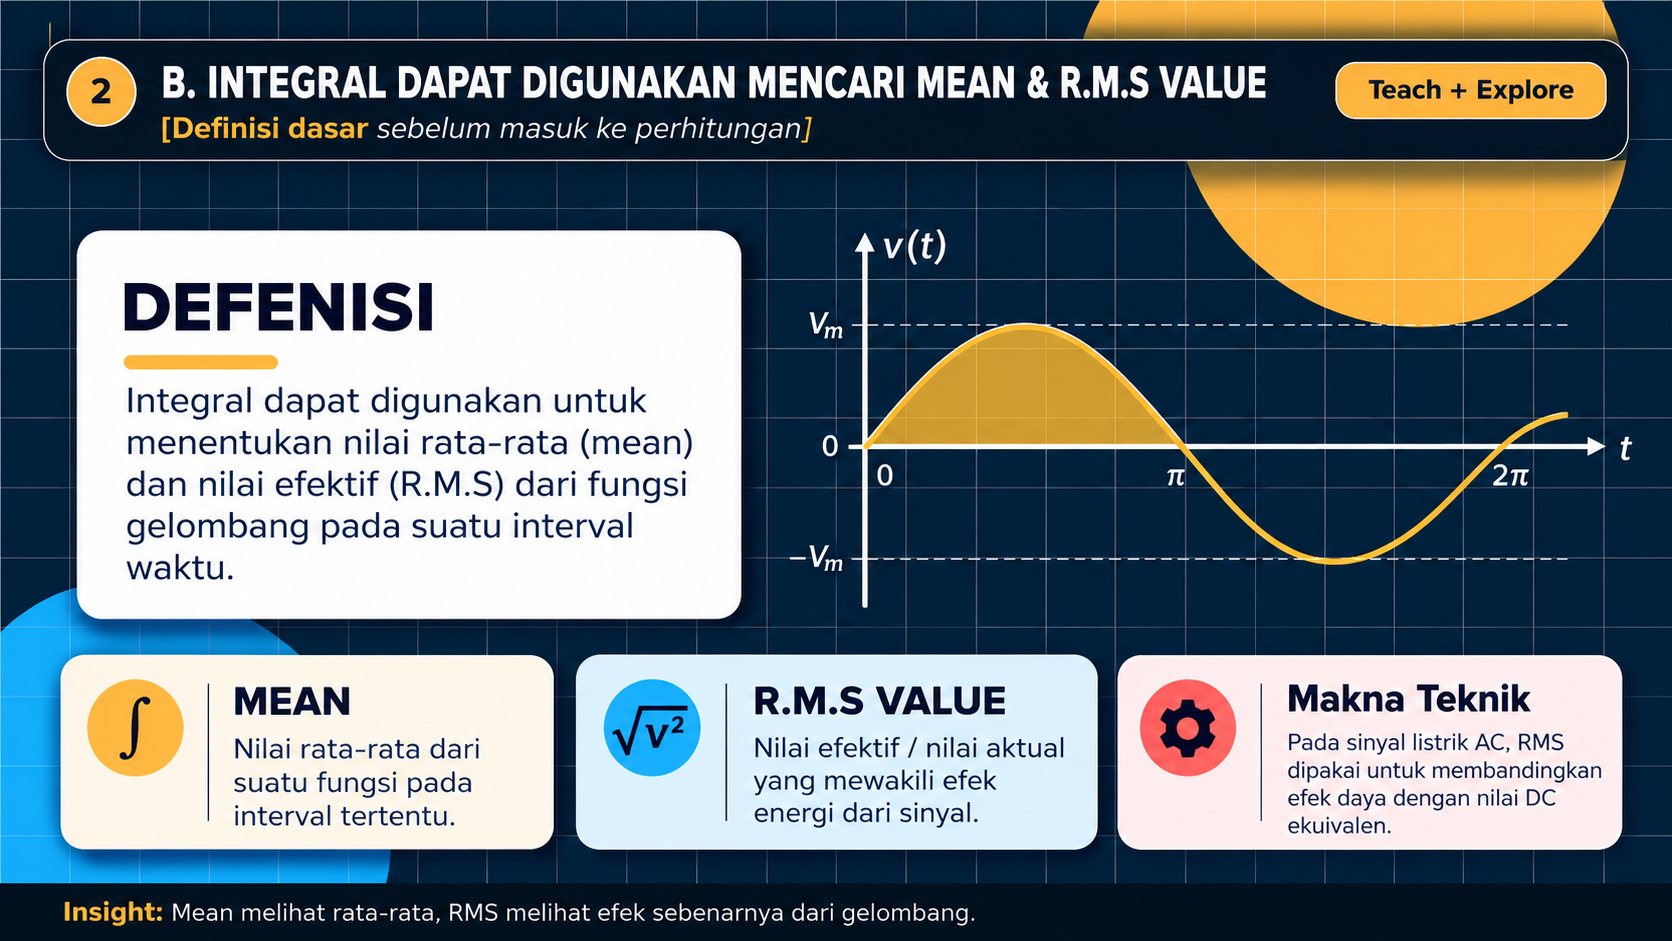 2
B. INTEGRAL DAPAT DIGUNAKAN MENCARI MEAN & R.M.S VALUE
[Definisi dasar sebelum masuk ke perhitungan]
Teach + Explore
DEFENISI
Integral dapat digunakan untuk
menentukan nilai rata-rata (mean)
dan nilai efektif (R.M.S) dari fungsi
gelombang pada suatu interval
waktu.
v(t)
Vm
0
0
π
2π
t
−Vm
∫
MEAN
Nilai rata-rata dari
suatu fungsi pada
interval tertentu.
√v²
R.M.S VALUE
Nilai efektif / nilai aktual
yang mewakili efek
energi dari sinyal.
Makna Teknik
Pada sinyal listrik AC, RMS
dipakai untuk membandingkan
efek daya dengan nilai DC
ekuivalen.
Insight: Mean melihat rata-rata, RMS melihat efek sebenarnya dari gelombang.